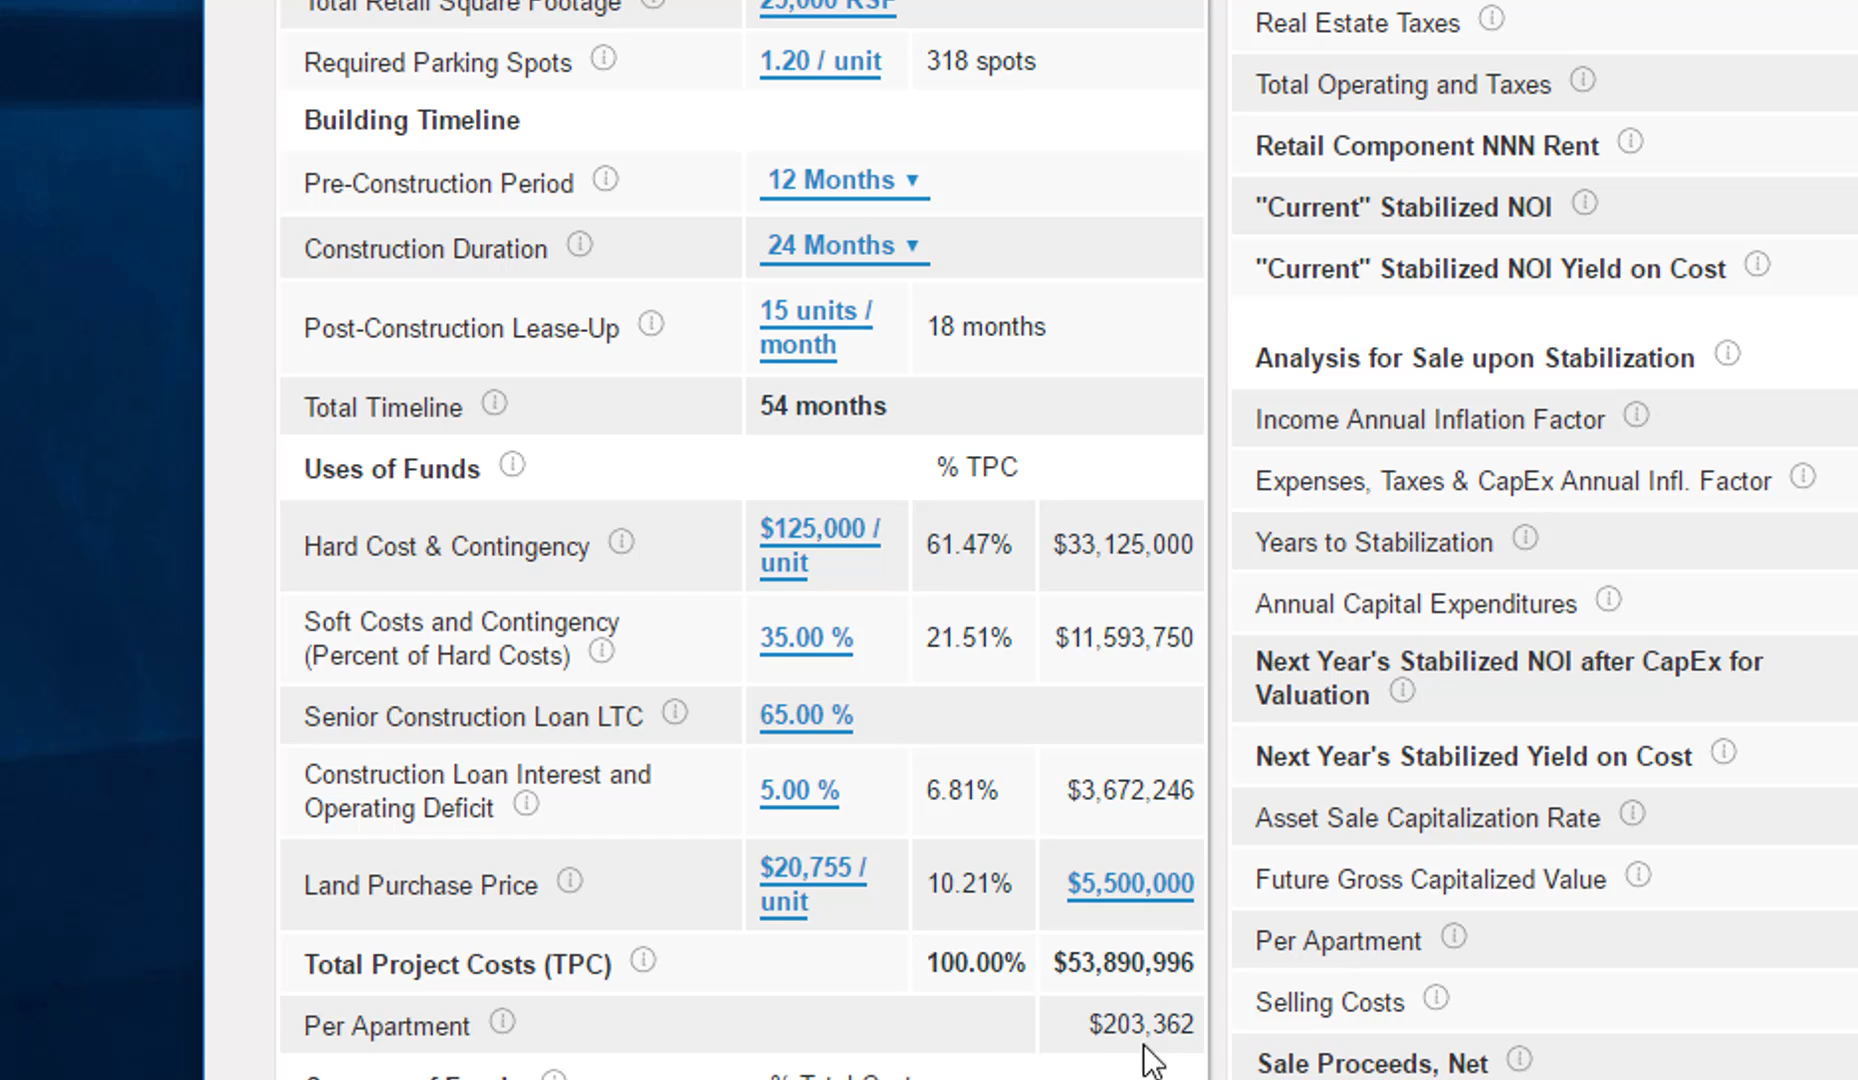 Total Retail Square Footage 25,000 RSF
Required Parking Spots 1.20 / unit 318 spots
Building Timeline
Pre-Construction Period 12 Months ▼
Construction Duration 24 Months ▼
Post-Construction Lease-Up 15 units /
month 18 months
Total Timeline 54 months
Uses of Funds % TPC
Hard Cost & Contingency $125,000 /
unit 61.47% $33,125,000
Soft Costs and Contingency
(Percent of Hard Costs) 35.00 % 21.51% $11,593,750
Senior Construction Loan LTC 65.00 %
Construction Loan Interest and
Operating Deficit 5.00 % 6.81% $3,672,246
Land Purchase Price $20,755 /
unit 10.21% $5,500,000
Total Project Costs (TPC) 100.00% $53,890,996
Per Apartment $203,362
Real Estate Taxes
Total Operating and Taxes
Retail Component NNN Rent
"Current" Stabilized NOI
"Current" Stabilized NOI Yield on Cost
Analysis for Sale upon Stabilization
Income Annual Inflation Factor
Expenses, Taxes & CapEx Annual Infl. Factor
Years to Stabilization
Annual Capital Expenditures
Next Year's Stabilized NOI after CapEx for
Valuation
Next Year's Stabilized Yield on Cost
Asset Sale Capitalization Rate
Future Gross Capitalized Value
Per Apartment
Selling Costs
Sale Proceeds, Net